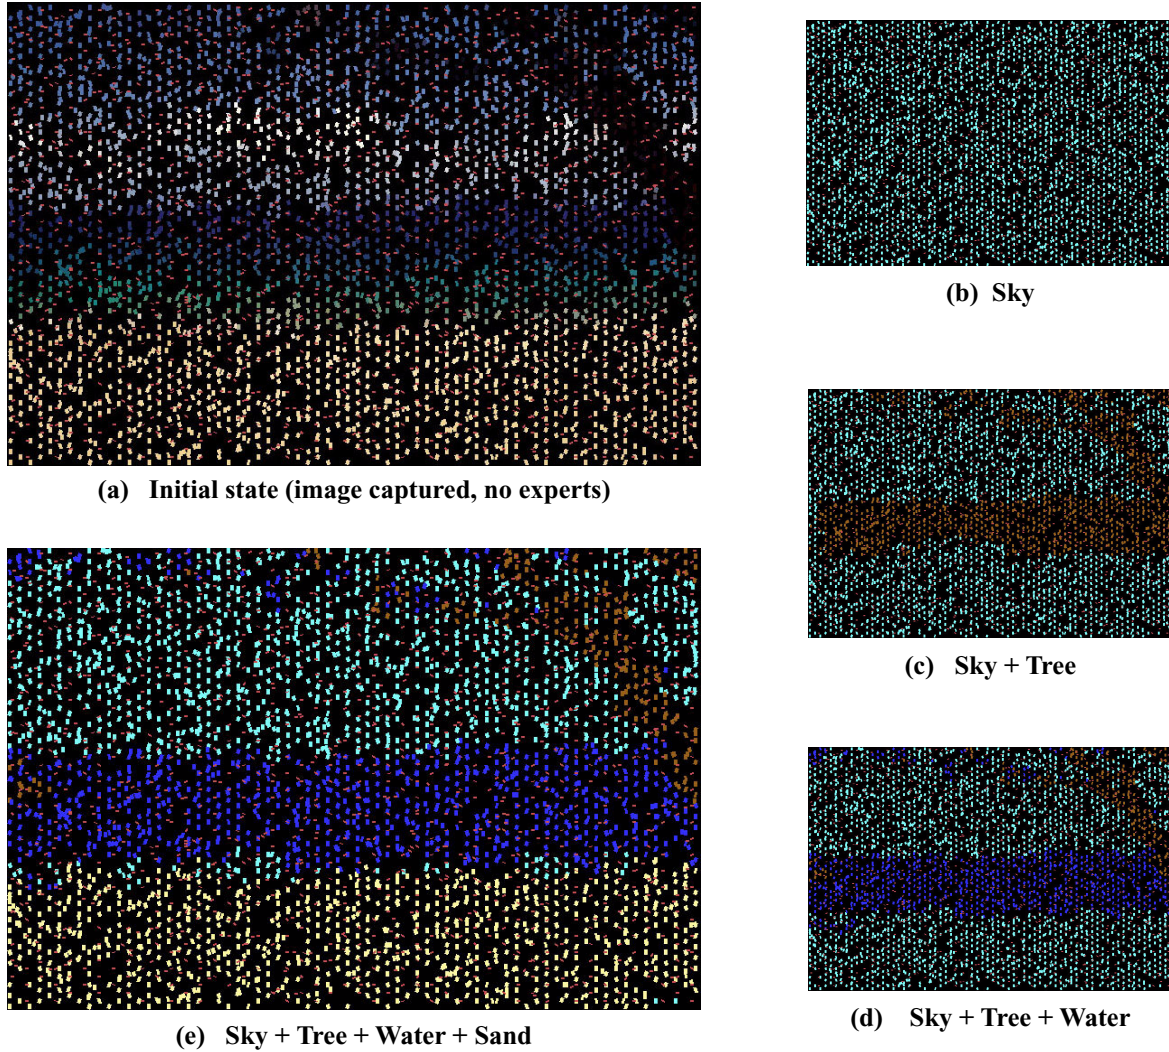 (b) Sky
(a) Initial state (image captured, no experts)
(c) Sky + Tree
(d) Sky + Tree + Water
(e) Sky + Tree + Water + Sand